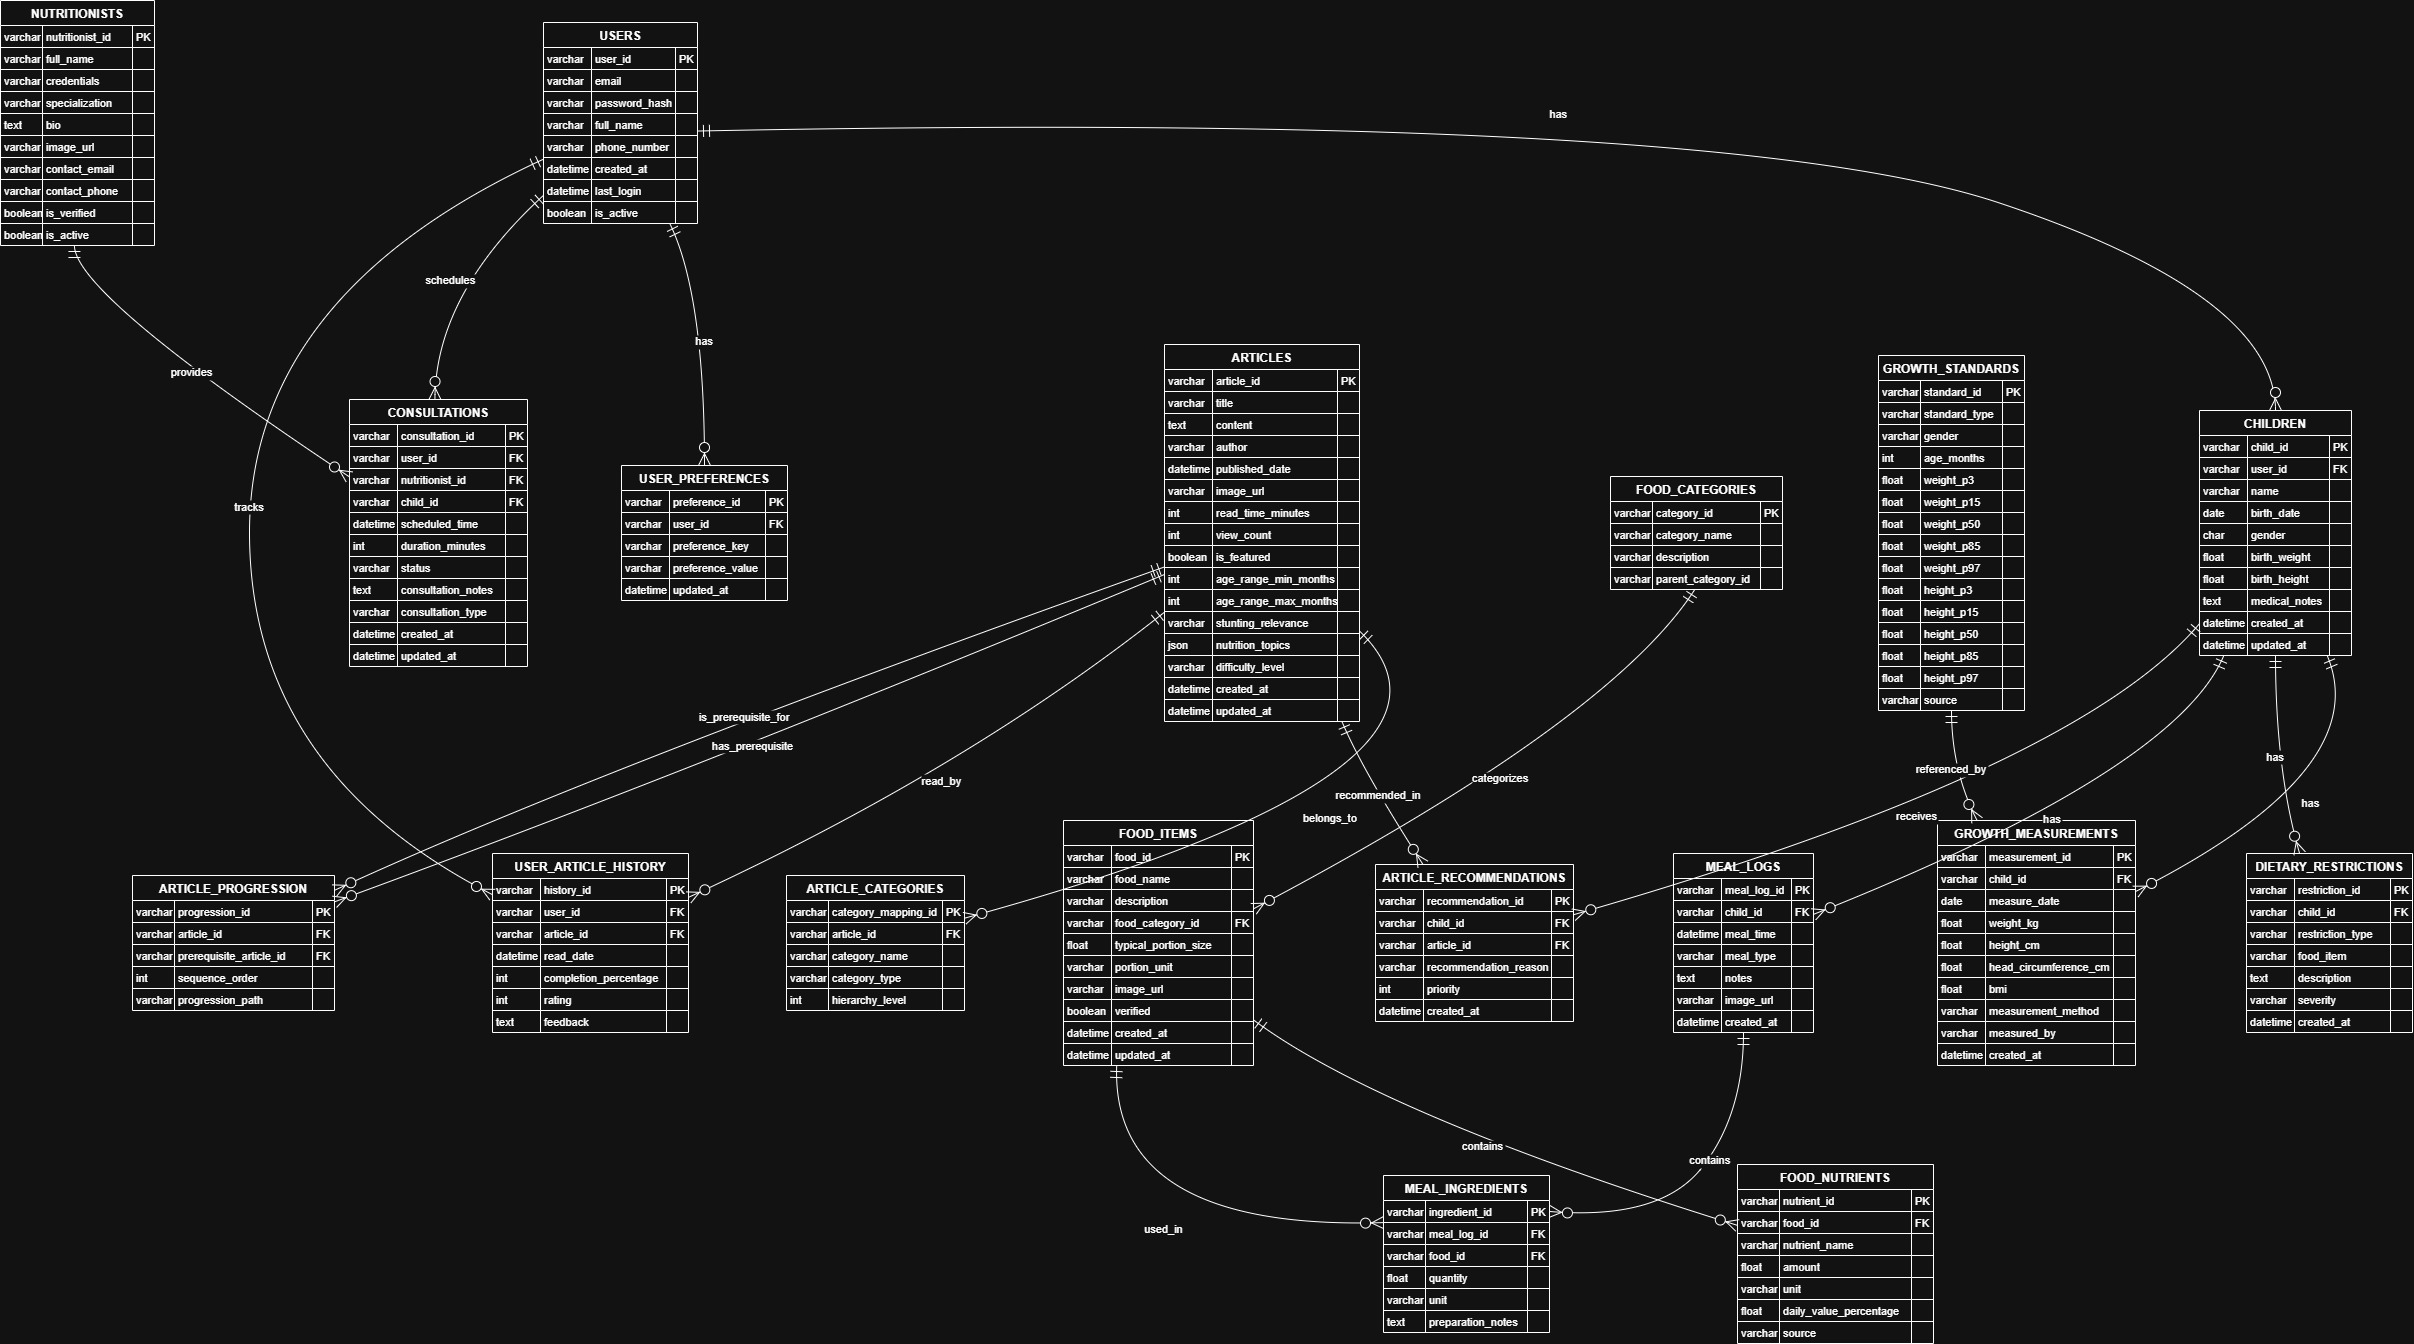 NUTRITIONISTS
varchar nutritionist_id PK
varchar full_name
varchar credentials
varchar specialization
text bio
varchar image_url
varchar contact_email
varchar contact_phone
boolean is_verified
boolean is_active
USERS
varchar user_id PK
varchar email
varchar password_hash
varchar full_name
varchar phone_number
datetime created_at
datetime last_login
boolean is_active
has
schedules
has
provides
tracks
CONSULTATIONS
varchar consultation_id PK
varchar user_id FK
varchar nutritionist_id FK
varchar child_id FK
datetime scheduled_time
int duration_minutes
varchar status
text consultation_notes
varchar consultation_type
datetime created_at
datetime updated_at
USER_PREFERENCES
varchar preference_id PK
varchar user_id FK
varchar preference_key
varchar preference_value
datetime updated_at
ARTICLES
varchar article_id PK
varchar title
text content
varchar author
datetime published_date
varchar image_url
int read_time_minutes
int view_count
boolean is_featured
int age_range_min_months
int age_range_max_months
varchar stunting_relevance
json nutrition_topics
varchar difficulty_level
datetime created_at
datetime updated_at
FOOD_CATEGORIES
varchar category_id PK
varchar category_name
varchar description
varchar parent_category_id
GROWTH_STANDARDS
varchar standard_id PK
varchar standard_type
varchar gender
int age_months
float weight_p3
float weight_p15
float weight_p50
float weight_p85
float weight_p97
float height_p3
float height_p15
float height_p50
float height_p85
float height_p97
varchar source
CHILDREN
varchar child_id PK
varchar user_id FK
varchar name
date birth_date
char gender
float birth_weight
float birth_height
text medical_notes
datetime created_at
datetime updated_at
is_prerequisite_for
has_prerequisite
read_by
recommended_in
belongs_to
categorizes
referenced_by
receives
has
has
has
ARTICLE_PROGRESSION
varchar progression_id PK
varchar article_id FK
varchar prerequisite_article_id FK
int sequence_order
varchar progression_path
USER_ARTICLE_HISTORY
varchar history_id PK
varchar user_id FK
varchar article_id FK
datetime read_date
int completion_percentage
int rating
text feedback
ARTICLE_CATEGORIES
varchar category_mapping_id PK
varchar article_id FK
varchar category_name
varchar category_type
int hierarchy_level
FOOD_ITEMS
varchar food_id PK
varchar food_name
varchar description
varchar food_category_id FK
float typical_portion_size
varchar portion_unit
varchar image_url
boolean verified
datetime created_at
datetime updated_at
ARTICLE_RECOMMENDATIONS
varchar recommendation_id PK
varchar child_id FK
varchar article_id FK
varchar recommendation_reason
int priority
datetime created_at
MEAL_LOGS
varchar meal_log_id PK
varchar child_id FK
datetime meal_time
varchar meal_type
text notes
varchar image_url
datetime created_at
GROWTH_MEASUREMENTS
varchar measurement_id PK
varchar child_id FK
date measure_date
float weight_kg
float height_cm
float head_circumference_cm
float bmi
varchar measurement_method
varchar measured_by
datetime created_at
DIETARY_RESTRICTIONS
varchar restriction_id PK
varchar child_id FK
varchar restriction_type
varchar food_item
text description
varchar severity
datetime created_at
contains
contains
used_in
MEAL_INGREDIENTS
varchar ingredient_id PK
varchar meal_log_id FK
varchar food_id FK
float quantity
varchar unit
text preparation_notes
FOOD_NUTRIENTS
varchar nutrient_id PK
varchar food_id FK
varchar nutrient_name
float amount
varchar unit
float daily_value_percentage
varchar source